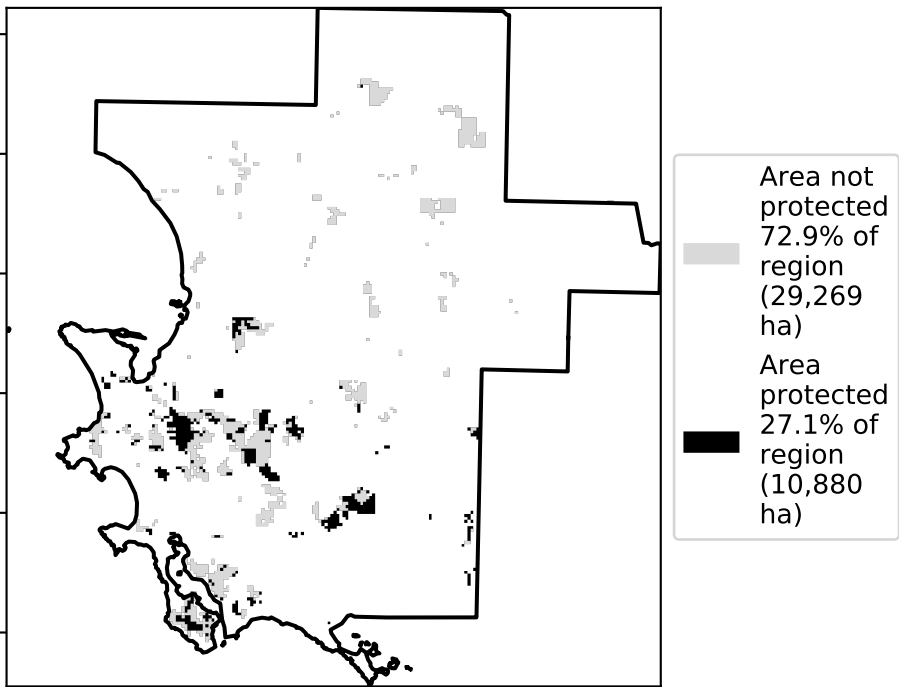 Area not
protected
72.9% of
region
(29,269
ha)
Area
protected
27.1% of
region
(10,880
ha)